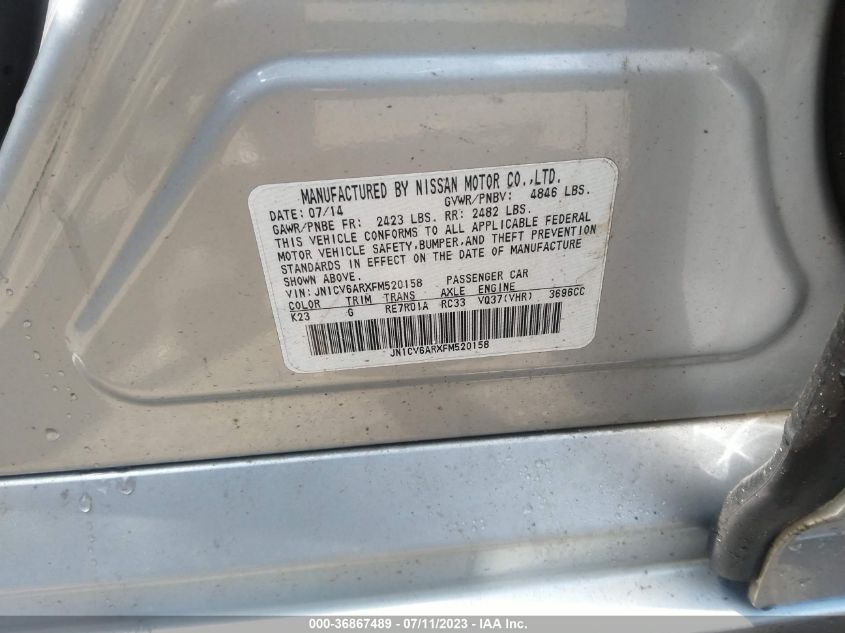 MANUFACTURED BY NISSAN MOTOR CO.,LTD.
DATE: 07/14 GVWR/PNBV: 4846 LBS.
GAWR/PNBE FR: 2423 LBS. RR: 2482 LBS.
THIS VEHICLE CONFORMS TO ALL APPLICABLE FEDERAL
MOTOR VEHICLE SAFETY,BUMPER,AND THEFT PREVENTION
STANDARDS IN EFFECT ON THE DATE OF MANUFACTURE
SHOWN ABOVE.
VIN: JN1CV6ARXFM520158 PASSENGER CAR
COLOR TRIM TRANS AXLE ENGINE
K23 G RE7R01A RC33 VQ37(VHR) 3696CC
JN1CV6ARXFM520158
000-36867489 - 07/11/2023 - IAA Inc.